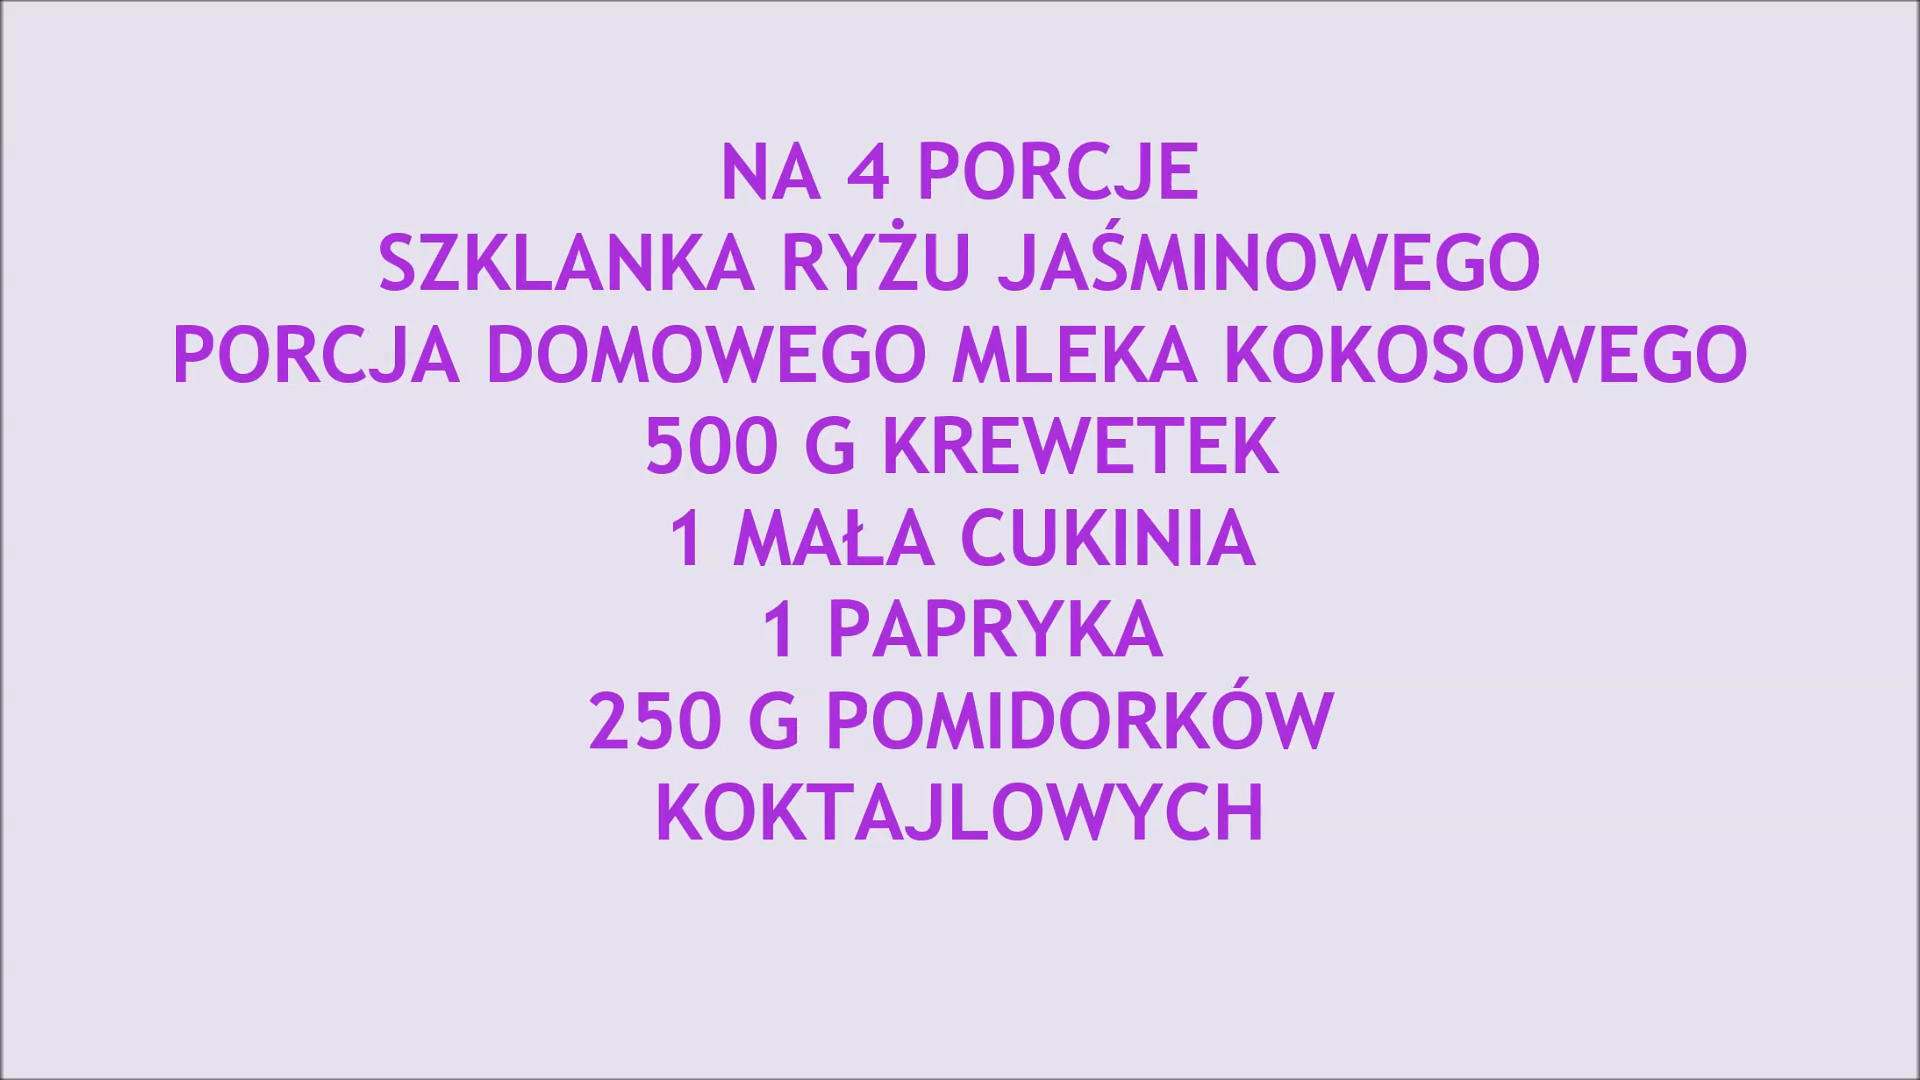 NA 4 PORCJE
SZKLANKA RYŻU JAŚMINOWEGO
PORCJA DOMOWEGO MLEKA KOKOSOWEGO
500 G KREWETEK
1 MAŁA CUKINIA
1 PAPRYKA
250 G POMIDORKÓW
KOKTAJLOWYCH